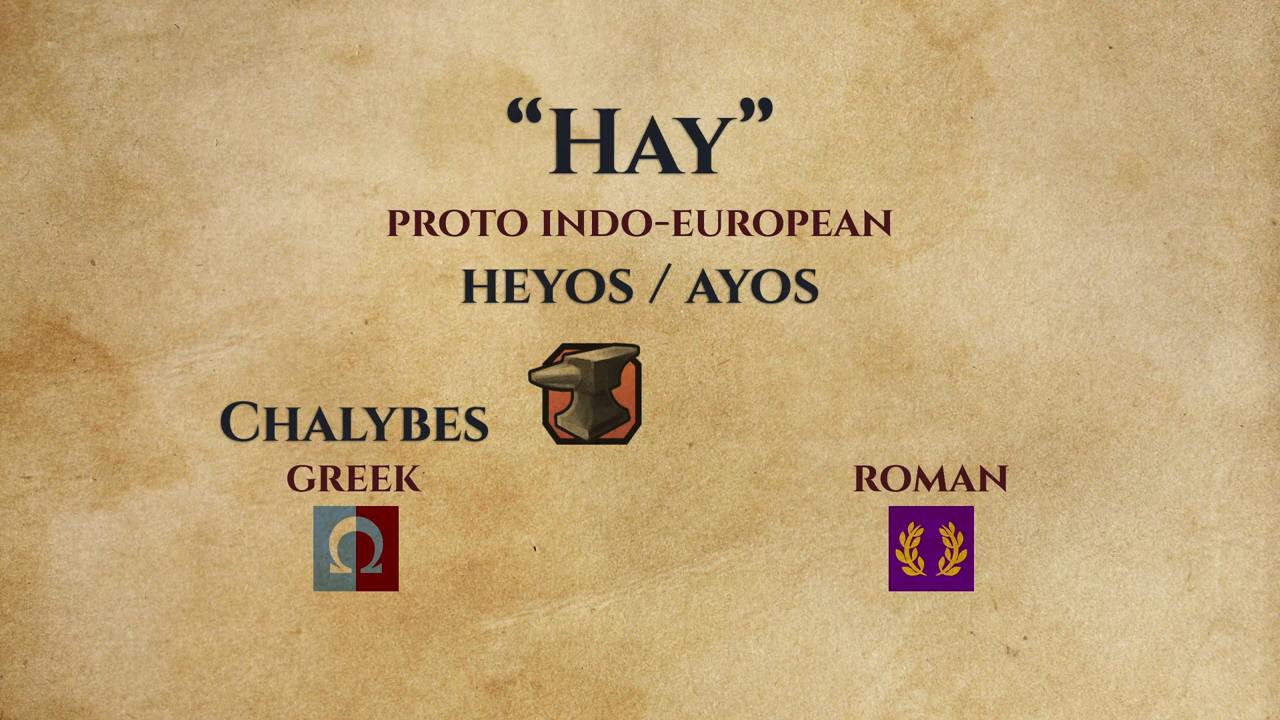 “Hay”
PROTO INDO-EUROPEAN
HEYOS / AYOS
Chalybes
GREEK
ROMAN
Ω